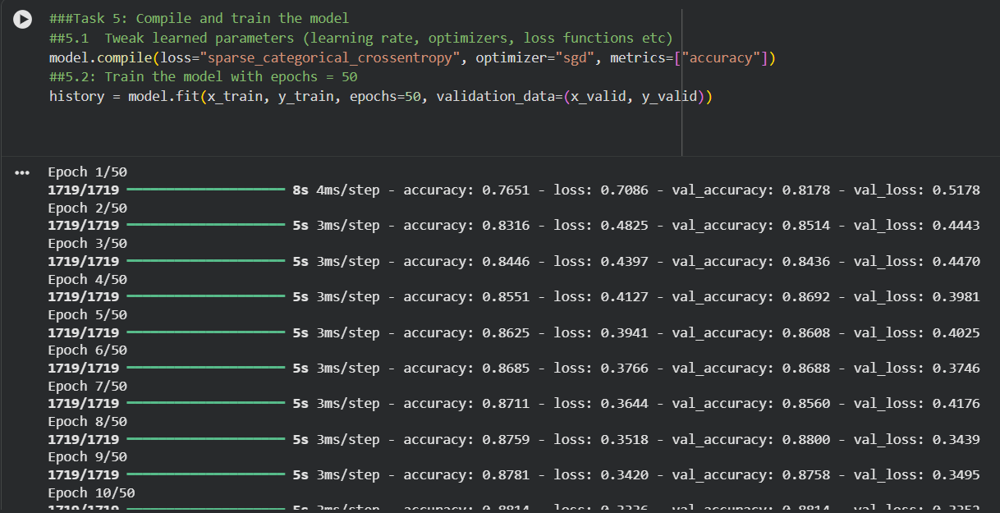 ###Task 5: Compile and train the model
##5.1  Tweak learned parameters (learning rate, optimizers, loss functions etc)
model.compile(loss="sparse_categorical_crossentropy", optimizer="sgd", metrics=["accuracy"])
##5.2: Train the model with epochs = 50
history = model.fit(x_train, y_train, epochs=50, validation_data=(x_valid, y_valid))
Epoch 1/50
1719/1719 ━━━━━━━━━━━━━━━━━━━━ 8s 4ms/step - accuracy: 0.7651 - loss: 0.7086 - val_accuracy: 0.8178 - val_loss: 0.5178
Epoch 2/50
1719/1719 ━━━━━━━━━━━━━━━━━━━━ 5s 3ms/step - accuracy: 0.8316 - loss: 0.4825 - val_accuracy: 0.8514 - val_loss: 0.4443
Epoch 3/50
1719/1719 ━━━━━━━━━━━━━━━━━━━━ 5s 3ms/step - accuracy: 0.8446 - loss: 0.4397 - val_accuracy: 0.8436 - val_loss: 0.4470
Epoch 4/50
1719/1719 ━━━━━━━━━━━━━━━━━━━━ 5s 3ms/step - accuracy: 0.8551 - loss: 0.4127 - val_accuracy: 0.8692 - val_loss: 0.3981
Epoch 5/50
1719/1719 ━━━━━━━━━━━━━━━━━━━━ 5s 3ms/step - accuracy: 0.8625 - loss: 0.3941 - val_accuracy: 0.8608 - val_loss: 0.4025
Epoch 6/50
1719/1719 ━━━━━━━━━━━━━━━━━━━━ 5s 3ms/step - accuracy: 0.8685 - loss: 0.3766 - val_accuracy: 0.8688 - val_loss: 0.3746
Epoch 7/50
1719/1719 ━━━━━━━━━━━━━━━━━━━━ 5s 3ms/step - accuracy: 0.8711 - loss: 0.3644 - val_accuracy: 0.8560 - val_loss: 0.4176
Epoch 8/50
1719/1719 ━━━━━━━━━━━━━━━━━━━━ 5s 3ms/step - accuracy: 0.8759 - loss: 0.3518 - val_accuracy: 0.8800 - val_loss: 0.3439
Epoch 9/50
1719/1719 ━━━━━━━━━━━━━━━━━━━━ 5s 3ms/step - accuracy: 0.8781 - loss: 0.3420 - val_accuracy: 0.8758 - val_loss: 0.3495
Epoch 10/50
1719/1719 ━━━━━━━━━━━━━━━━━━━━ 5s 3ms/step - accuracy: - loss: - val_accuracy: - val_loss: